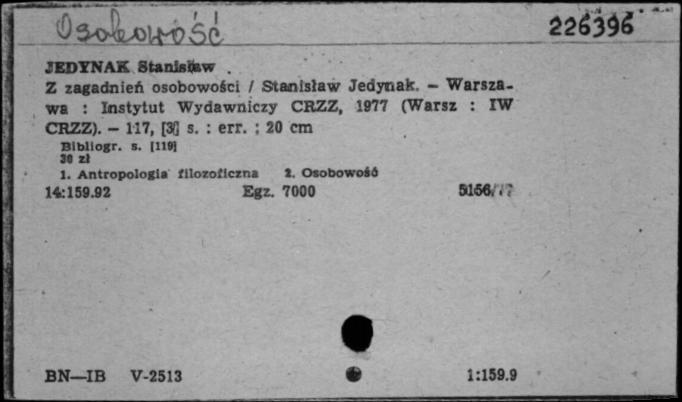 Osobowość
226396
JEDYNAK Stanisław
Z zagadnień osobowości / Stanisław Jedynak. – Warsza-
wa : Instytut Wydawniczy CRZZ, 1977 (Warsz : IW
CRZZ). – 117, [3] s. : err. ; 20 cm
Bibliogr. s. [119]
30 zł
1. Antropologia filozoficzna 2. Osobowość
14:159.92 Egz. 7000 5156/77
BN—IB V-2513 1:159.9